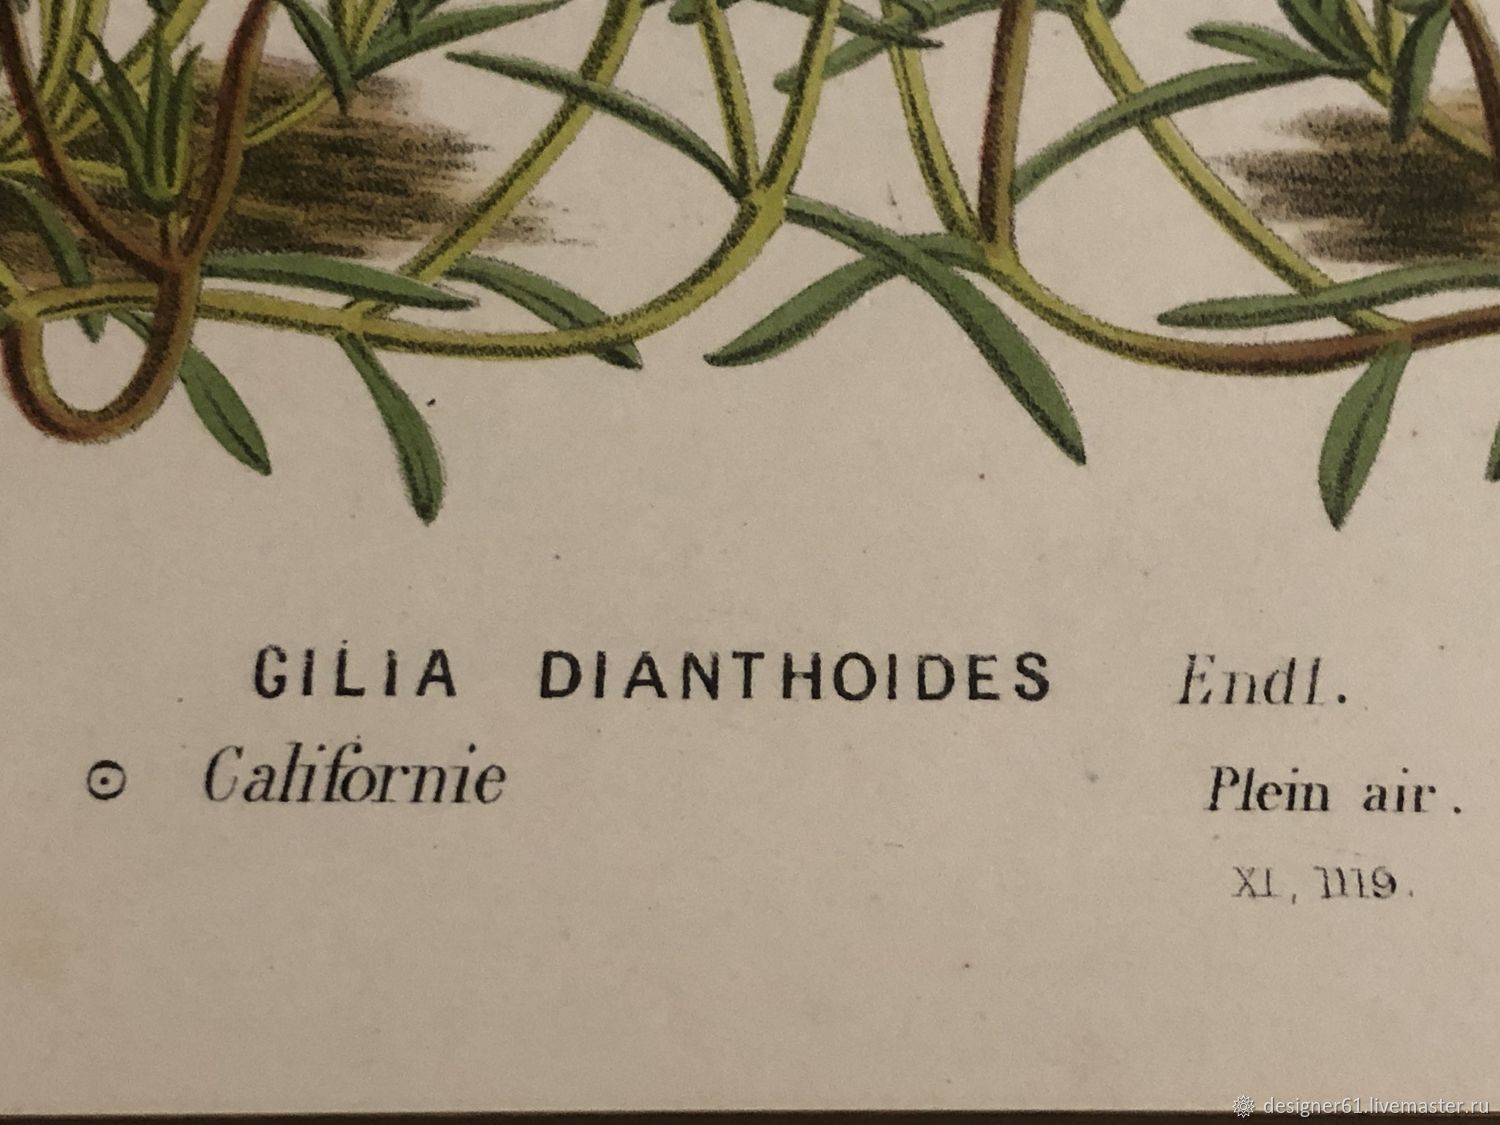 GILIA DIANTHOIDES Endl.
☉ Californie Plein air.
XI, 1119.
designer61.livemaster.ru